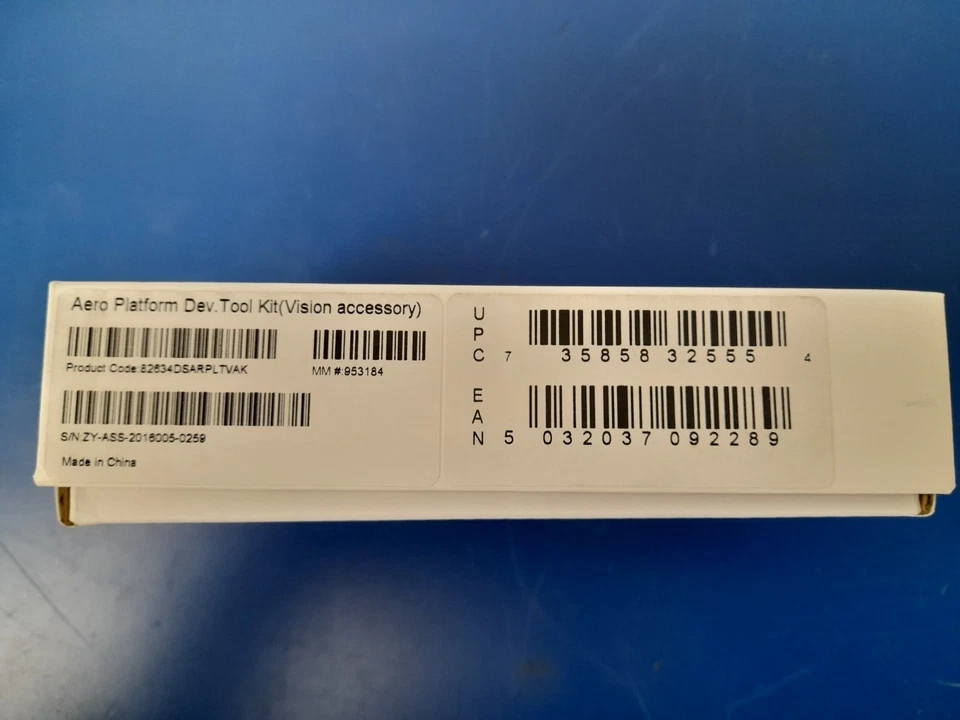 Aero Platform Dev.Tool Kit(Vision accessory)
Product Code:82634DSARPLTVAK
MM #:953184
S/N:ZY-ASS-2016005-0259
Made in China
UPC 7 35858 32555 4
EAN 5 032037 092289